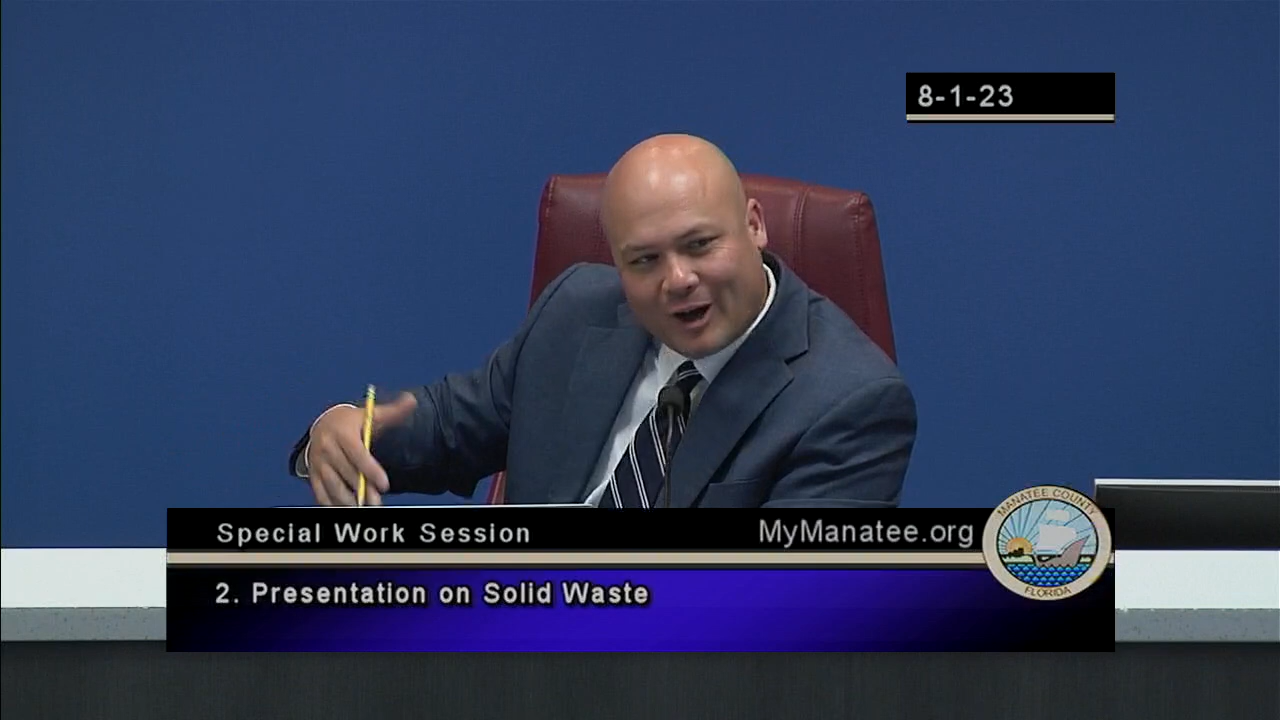 8-1-23
Special Work Session
MyManatee.org
MANATEE COUNTY
FLORIDA
2. Presentation on Solid Waste